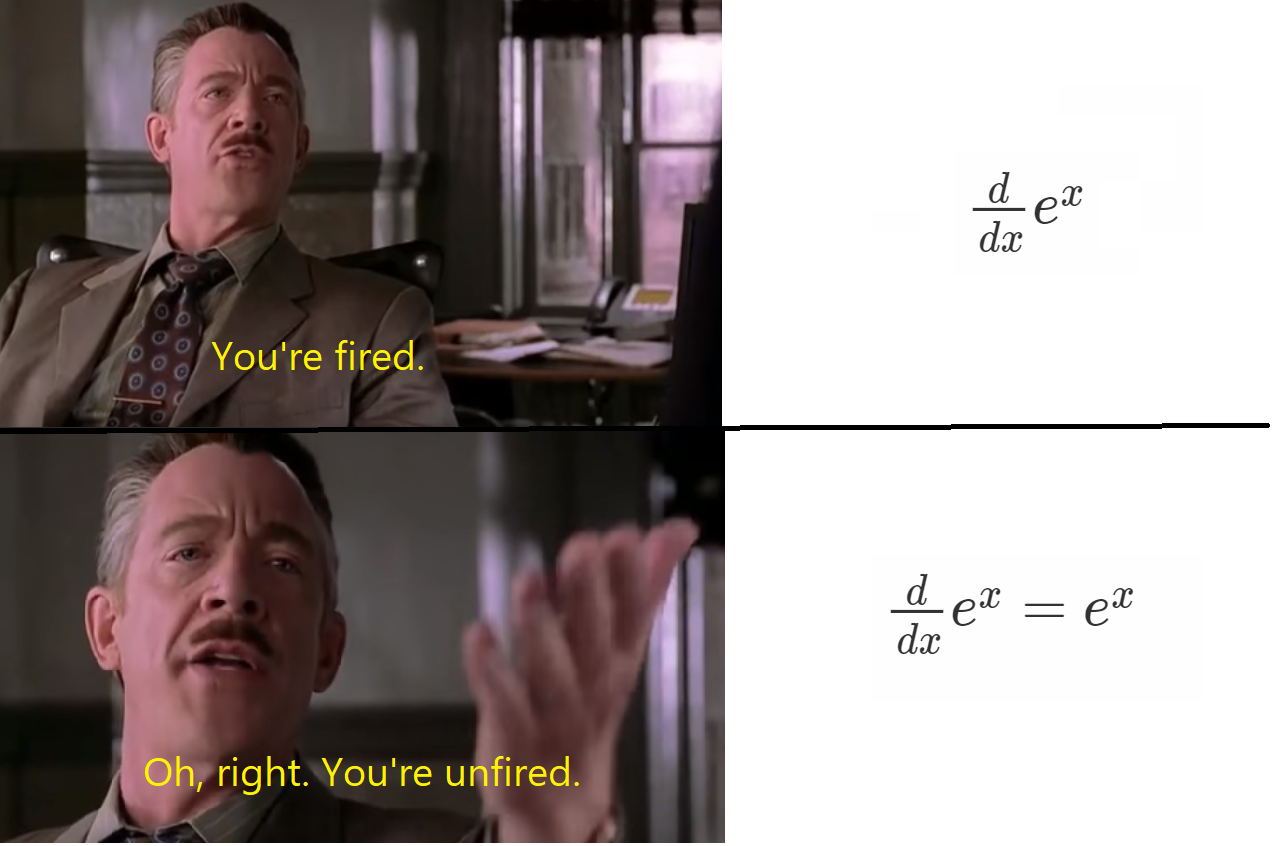 You're fired.
d/dx e^x
Oh, right. You're unfired.
d/dx e^x = e^x